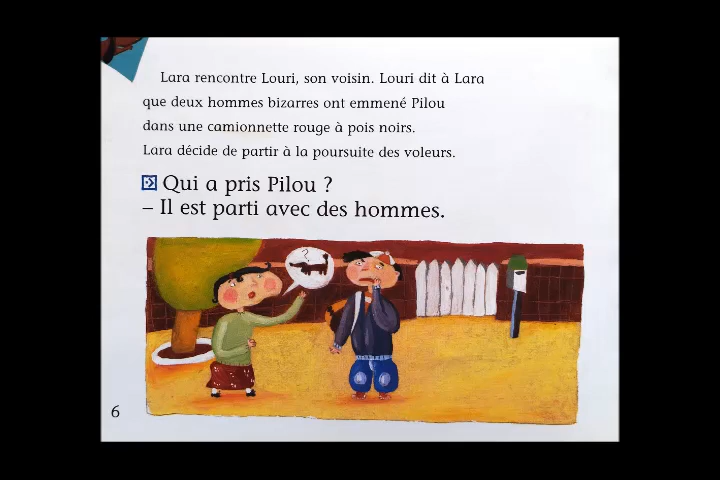 Lara rencontre Louri, son voisin. Louri dit à Lara
que deux hommes bizarres ont emmené Pilou
dans une camionnette rouge à pois noirs.
Lara décide de partir à la poursuite des voleurs.
Qui a pris Pilou ?
– Il est parti avec des hommes.
?
6